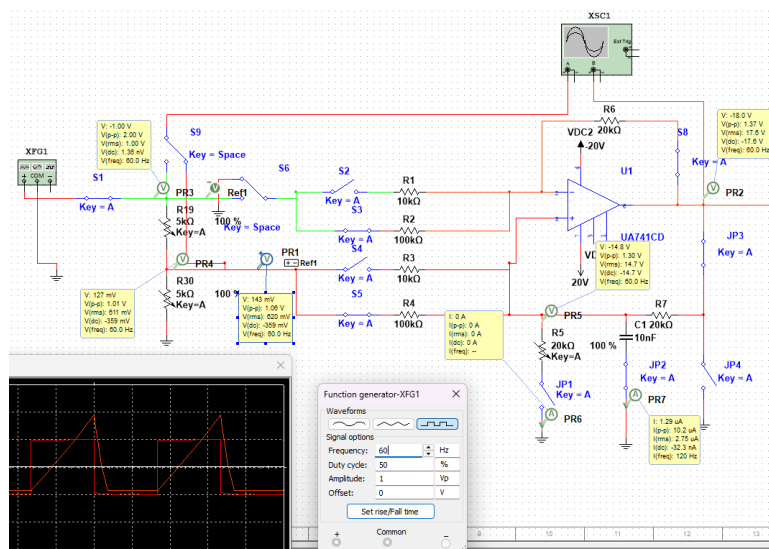 XSC1
Ext Trig
A
B
R6
20kΩ
VDC2
-20V
S8
Key = A
V: -18.0 V
V(p-p): 1.37 V
V(rms): 17.6 V
V(dc): -17.6 V
V(freq): 60.0 Hz
PR2
V: -1.00 V
V(p-p): 2.00 V
V(rms): 1.00 V
V(dc): 1.36 nV
V(freq): 60.0 Hz
S9
Key = Space
XFG1
COM
S1
Key = A
PR3
Ref1
S6
Key = Space
S2
Key = A
R1
10kΩ
S3
Key = A
R2
100kΩ
U1
UA741CD
20V
R19
5kΩ
Key=A
100 %
PR4
PR1
Ref1
S4
Key = A
R3
10kΩ
S5
Key = A
R4
100kΩ
R30
5kΩ
Key=A
100 %
V: 127 mV
V(p-p): 1.01 V
V(rms): 611 mV
V(dc): -359 mV
V(freq): 60.0 Hz
V: 143 mV
V(p-p): 1.06 V
V(rms): 620 mV
V(dc): -359 mV
V(freq): 60.0 Hz
V: -14.8 V
V(p-p): 1.30 V
V(rms): 14.7 V
V(dc): -14.7 V
V(freq): 60.0 Hz
PR5
I: 0 A
I(p-p): 0 A
I(rms): 0 A
I(dc): 0 A
I(freq): --
R5
20kΩ
Key=A
100 %
C1
10nF
R7
20kΩ
JP3
Key = A
JP1
Key = A
JP2
Key = A
JP4
Key = A
PR6
PR7
I: 1.29 uA
I(p-p): 10.2 uA
I(rms): 2.75 uA
I(dc): -32.3 nA
I(freq): 120 Hz
Function generator-XFG1
Waveforms
Signal options
Frequency: 60 Hz
Duty cycle: 50 %
Amplitude: 1 Vp
Offset: 0 V
Set rise/Fall time
+ Common -
9
10
11
12
13